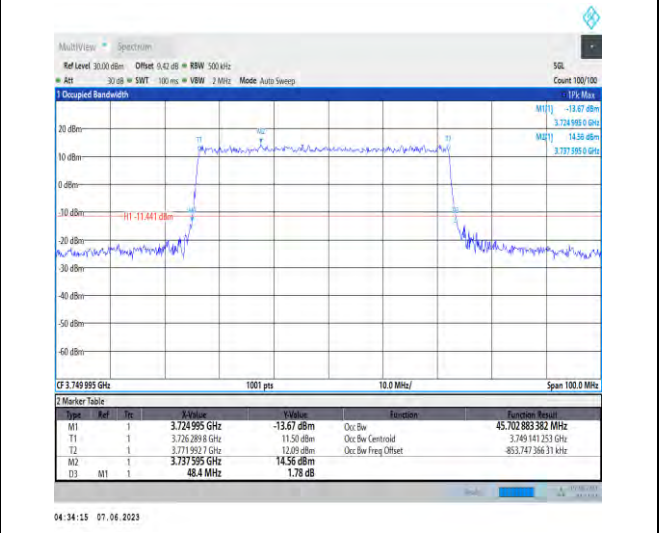 MultiView Spectrum
Ref Level 30.00 dBm Offset 9.42 dB RBW 500 kHz SGL
Att 30 dB SWT 100 ms VBW 2 MHz Mode Auto Sweep Count 100/100
1 Occupied Bandwidth 1Pk Max
M1[1] -13.67 dBm
3.724 995 0 GHz
M2[1] 14.56 dBm
3.737 595 0 GHz
20 dBm
T1 M2
10 dBm
0 dBm
-10 dBm
H1 -11.441 dBm
-20 dBm
-30 dBm
-40 dBm
-50 dBm
-60 dBm
CF 3.749 995 GHz 1001 pts 10.0 MHz/ Span 100.0 MHz
2 Marker Table
Type Ref Trc X-Value Y-Value Function Function Result
M1 1 3.724 995 GHz -13.67 dBm Occ Bw 45.702 883 382 MHz
T1 1 3.726 289 8 GHz 11.50 dBm Occ Bw Centroid 3.749 141 253 GHz
T2 1 3.771 992 7 GHz 12.09 dBm Occ Bw Freq Offset -853.747 366 31 kHz
M2 1 3.737 595 GHz 14.56 dBm
D3 M1 1 48.4 MHz 1.78 dB
04:34:15 07.06.2023